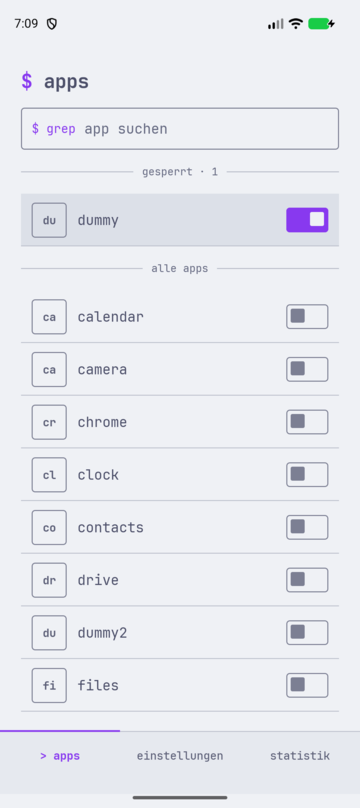 7:09
$ apps
$ grep app suchen
gesperrt · 1
du dummy
alle apps
ca calendar
ca camera
cr chrome
cl clock
co contacts
dr drive
du dummy2
fi files
> apps einstellungen statistik